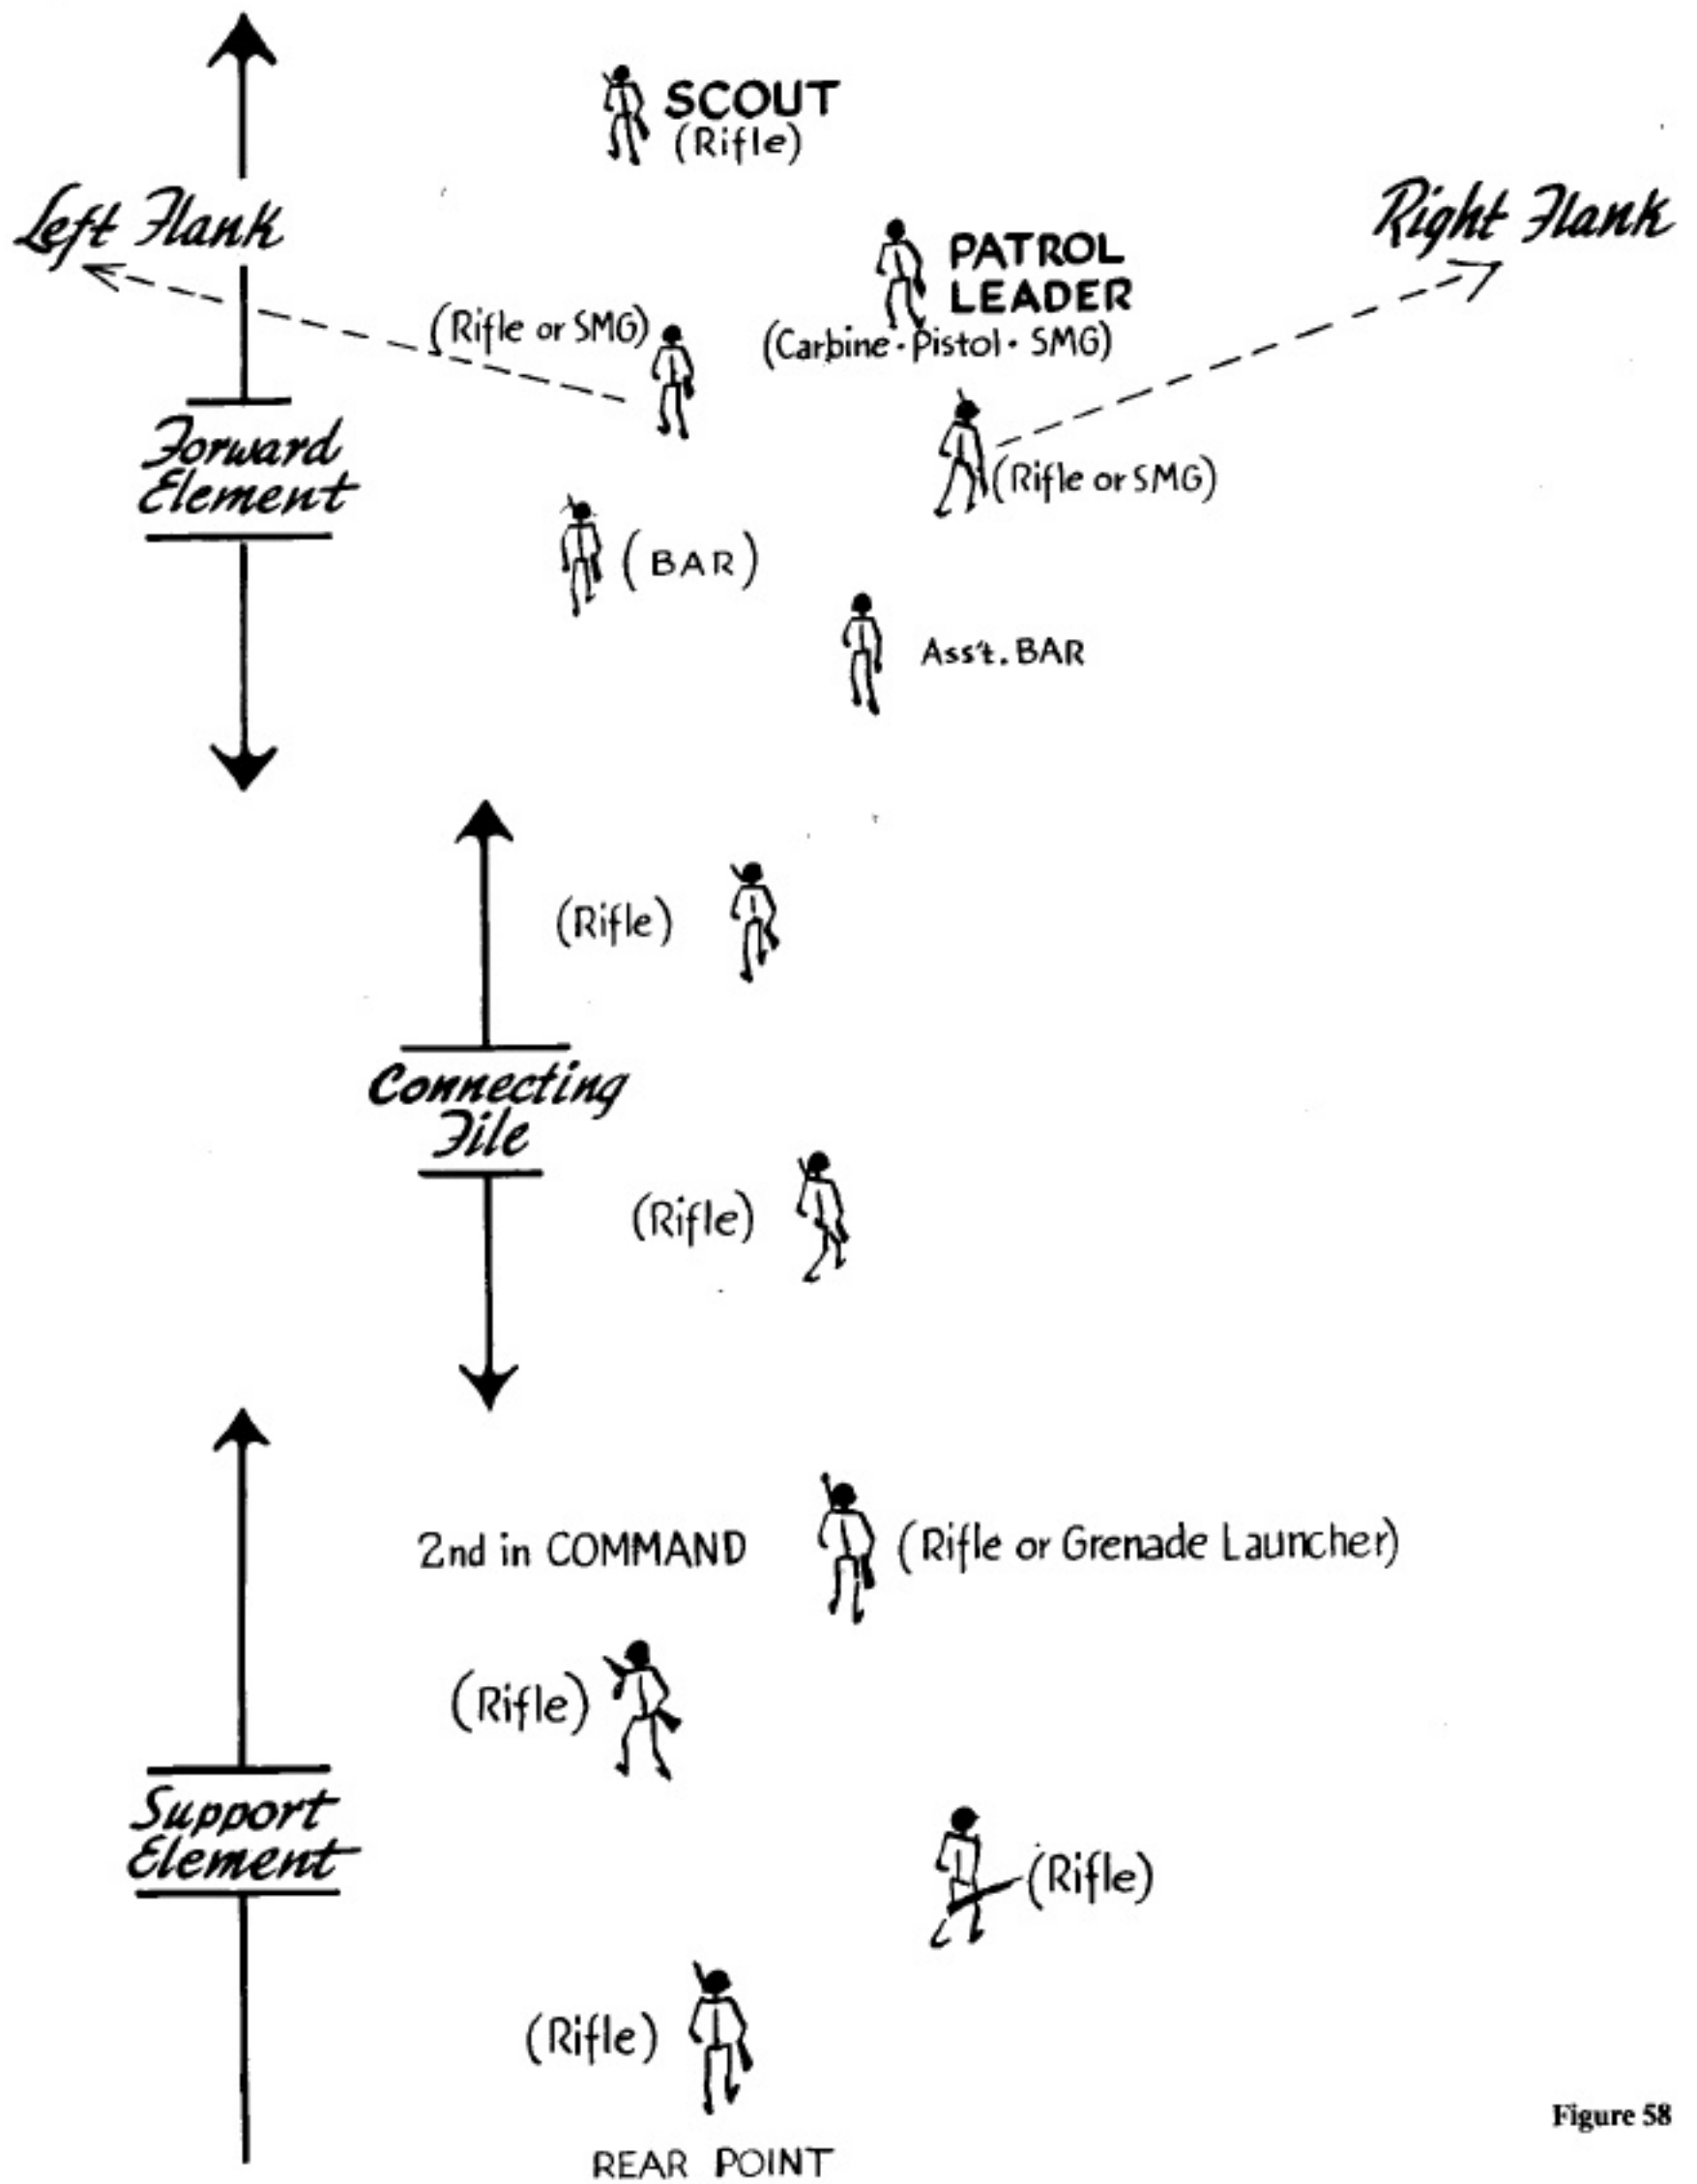 SCOUT
(Rifle)
Left Flank
Right Flank
PATROL
LEADER
(Carbine · Pistol · SMG)
(Rifle or SMG)
Forward
Element
(Rifle or SMG)
(BAR)
Ass't. BAR
(Rifle)
Connecting
File
(Rifle)
2nd in COMMAND
(Rifle or Grenade Launcher)
(Rifle)
Support
Element
(Rifle)
(Rifle)
REAR POINT
Figure 58